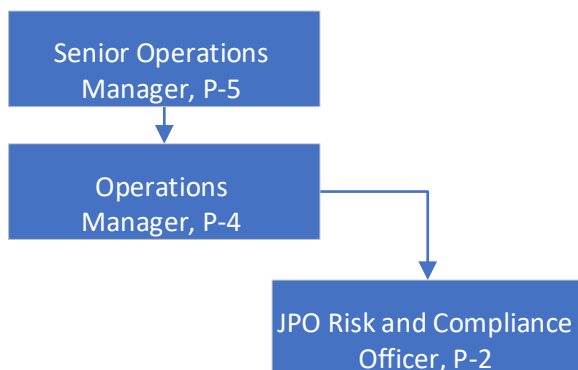 Senior Operations
Manager, P-5
Operations
Manager, P-4
JPO Risk and Compliance
Officer, P-2